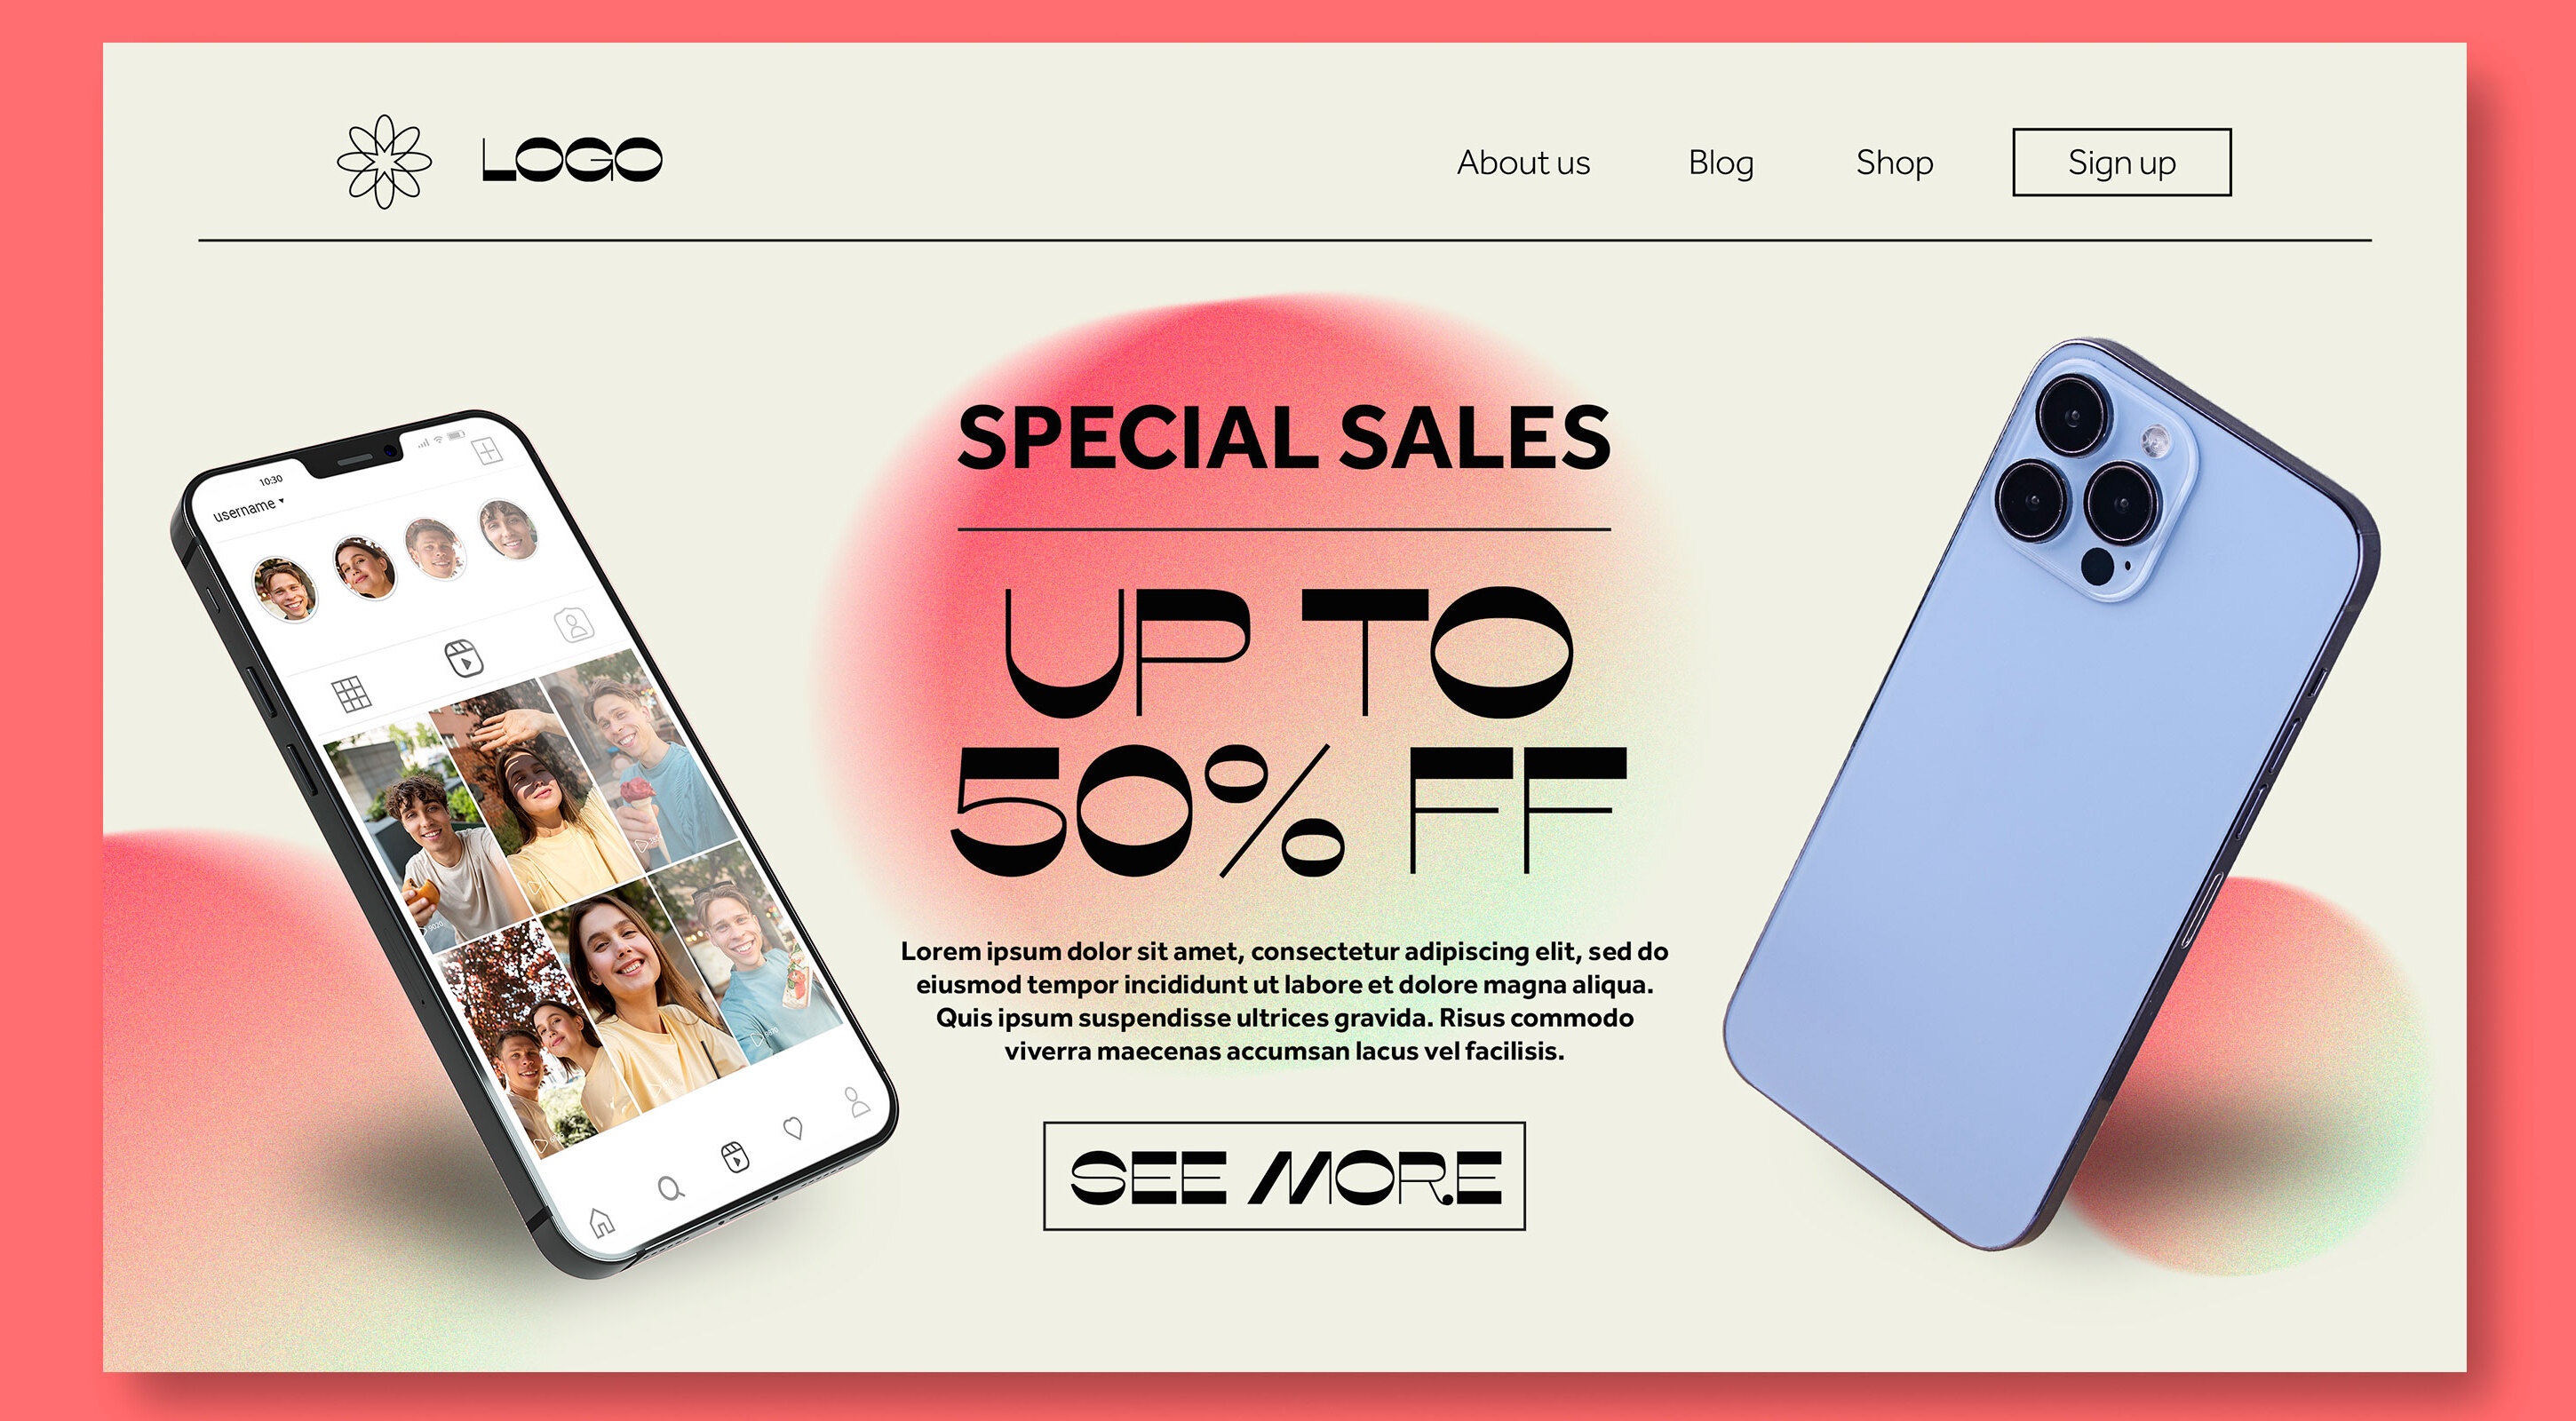 LOGO
About us
Blog
Shop
Sign up
SPECIAL SALES
UP TO
50% FF
Lorem ipsum dolor sit amet, consectetur adipiscing elit, sed do
eiusmod tempor incididunt ut labore et dolore magna aliqua.
Quis ipsum suspendisse ultrices gravida. Risus commodo
viverra maecenas accumsan lacus vel facilisis.
SEE MORE
10:30
username
9020